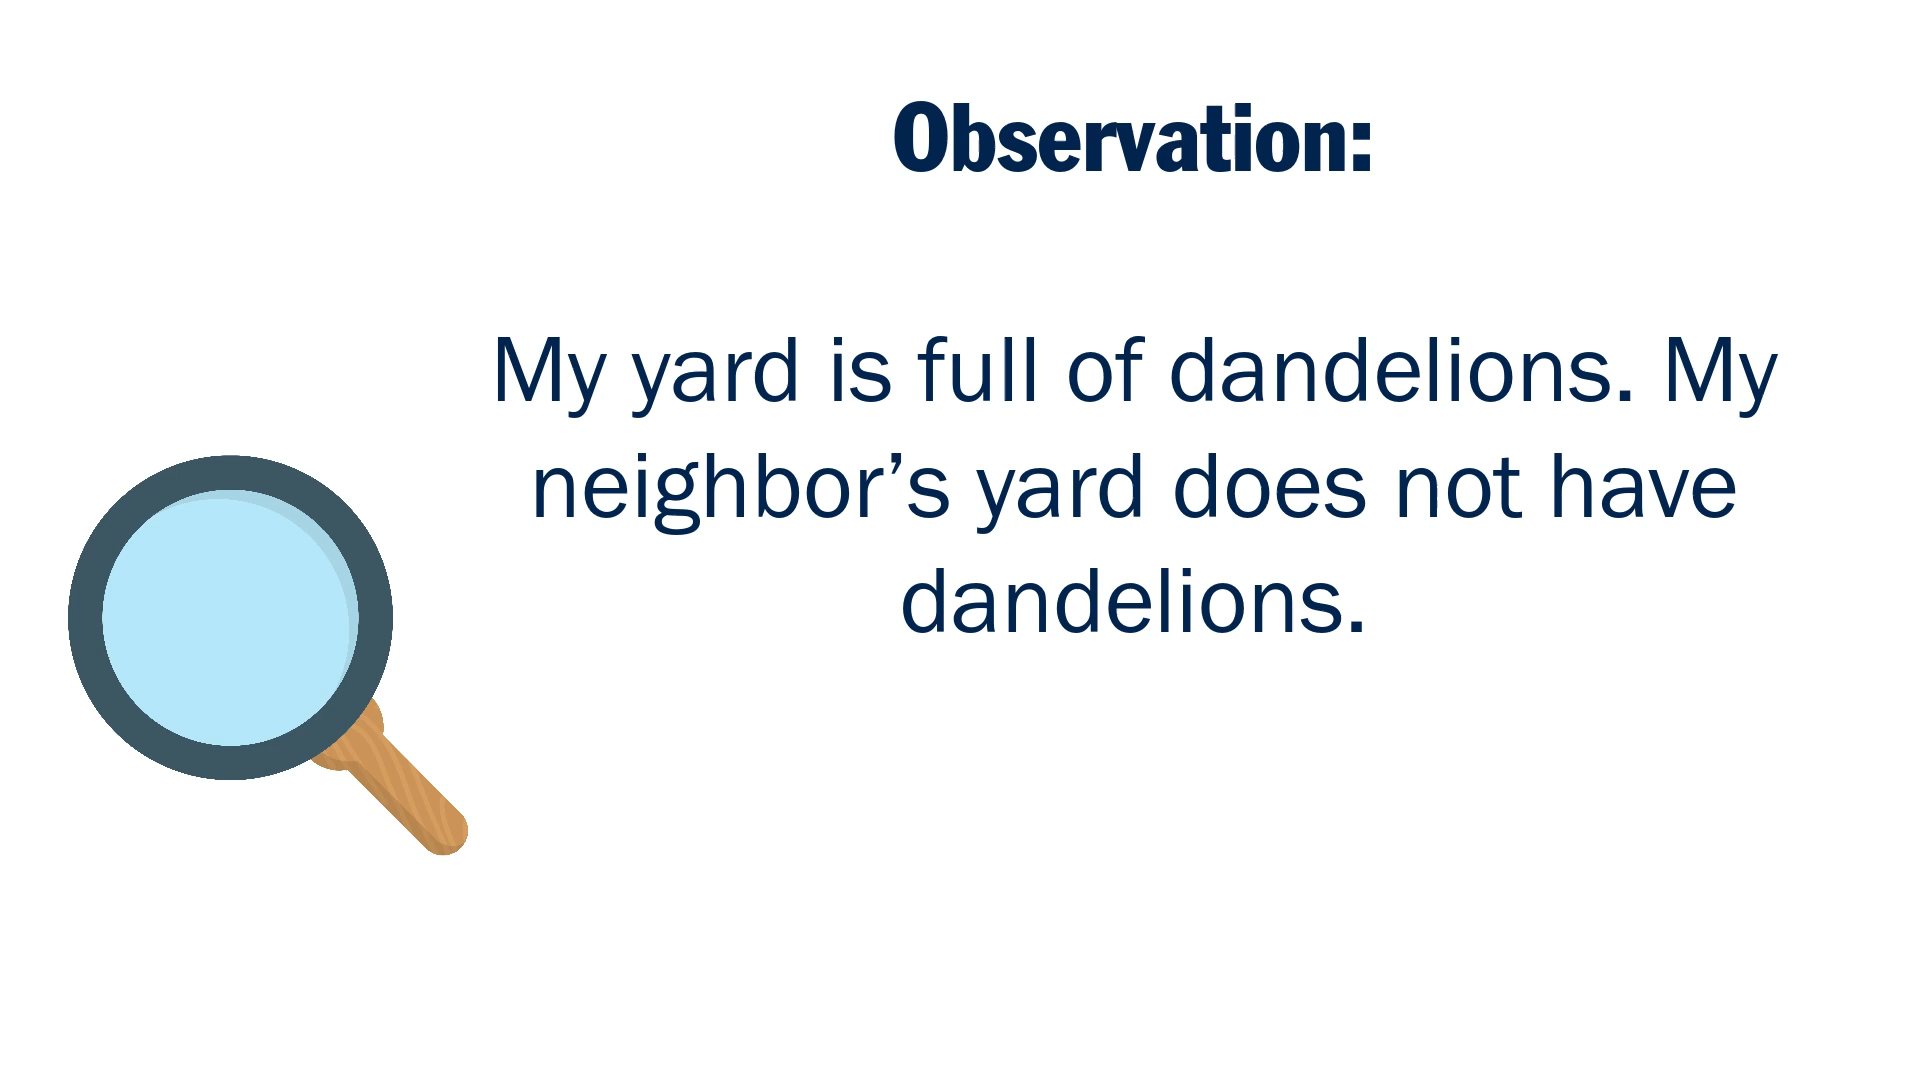 Observation:
My yard is full of dandelions. My
neighbor’s yard does not have
dandelions.